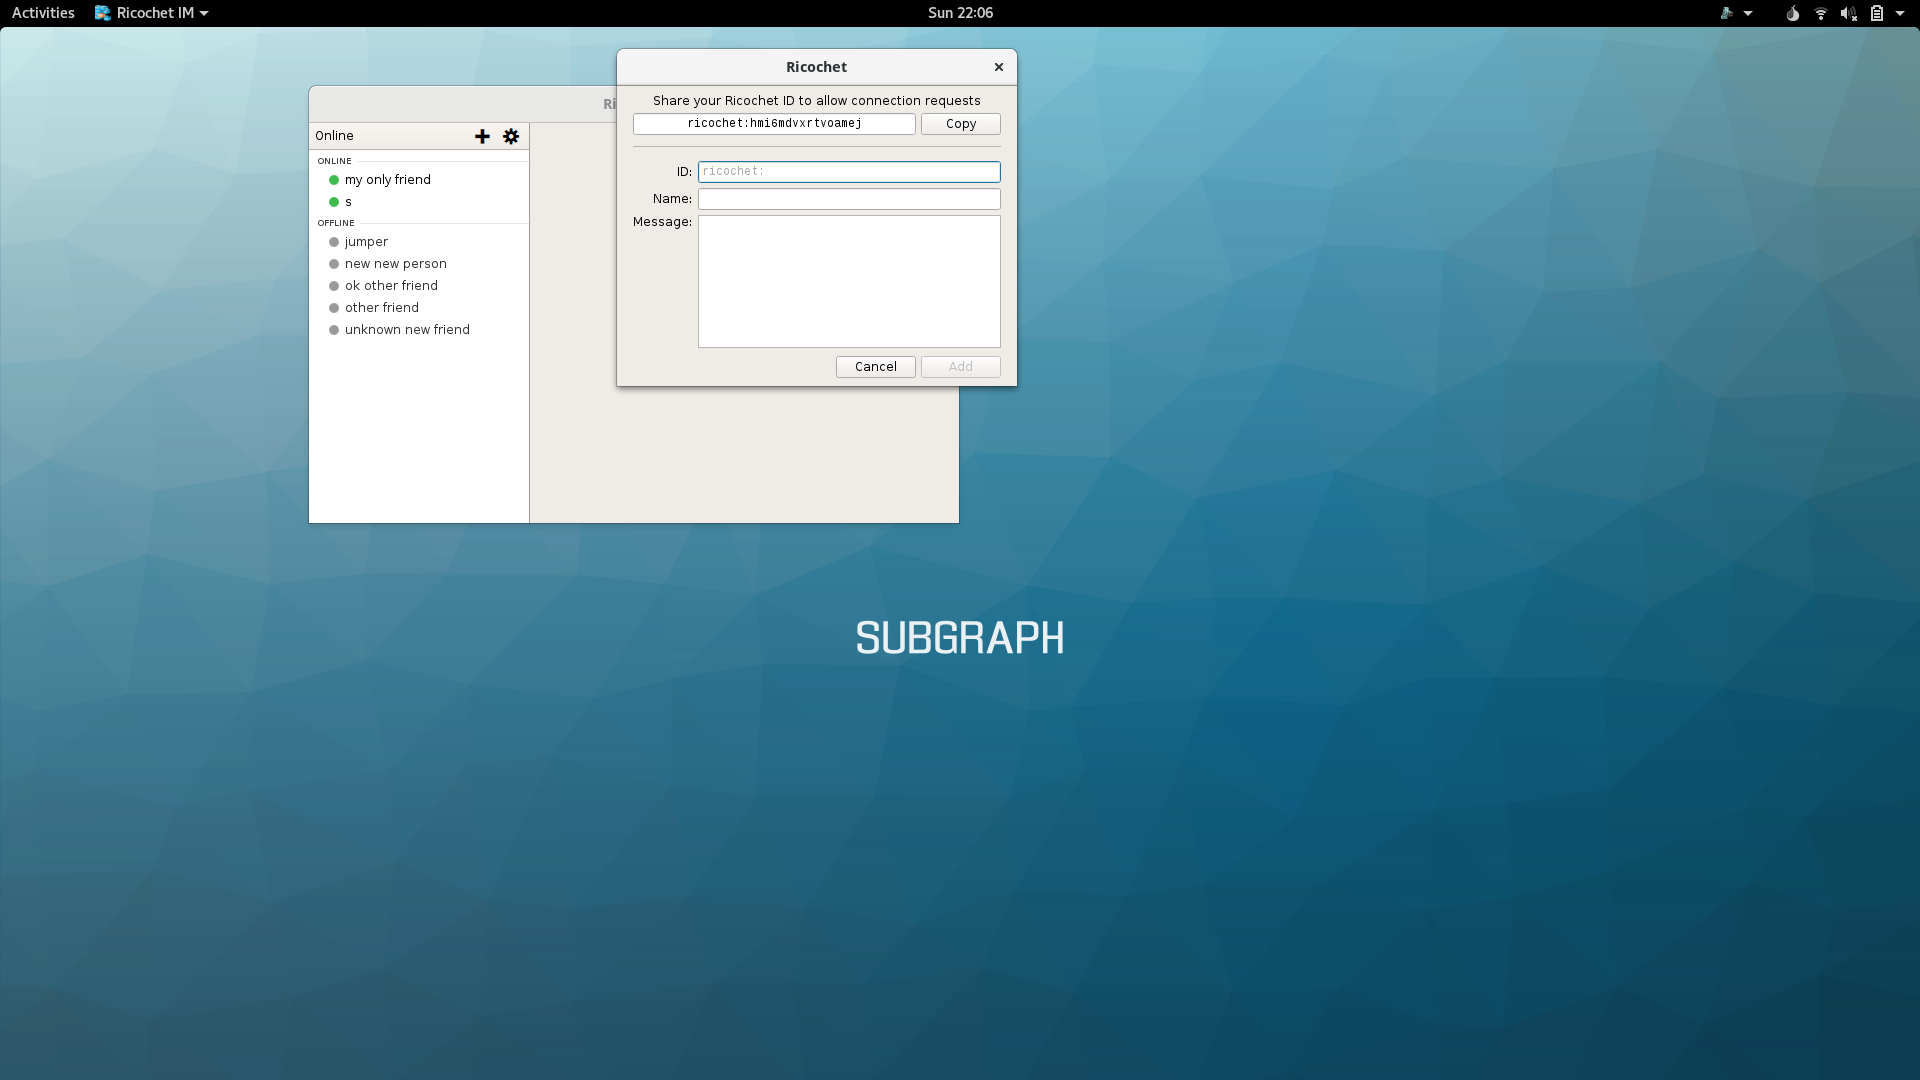 Activities
Ricochet IM
Sun 22:06
Ricochet
Share your Ricochet ID to allow connection requests
ricochet:hmi6mdvxrtvoamej
Copy
ID:
ricochet:
Name:
Message:
Cancel
Add
Ri
Online
ONLINE
my only friend
s
OFFLINE
jumper
new new person
ok other friend
other friend
unknown new friend
SUBGRAPH